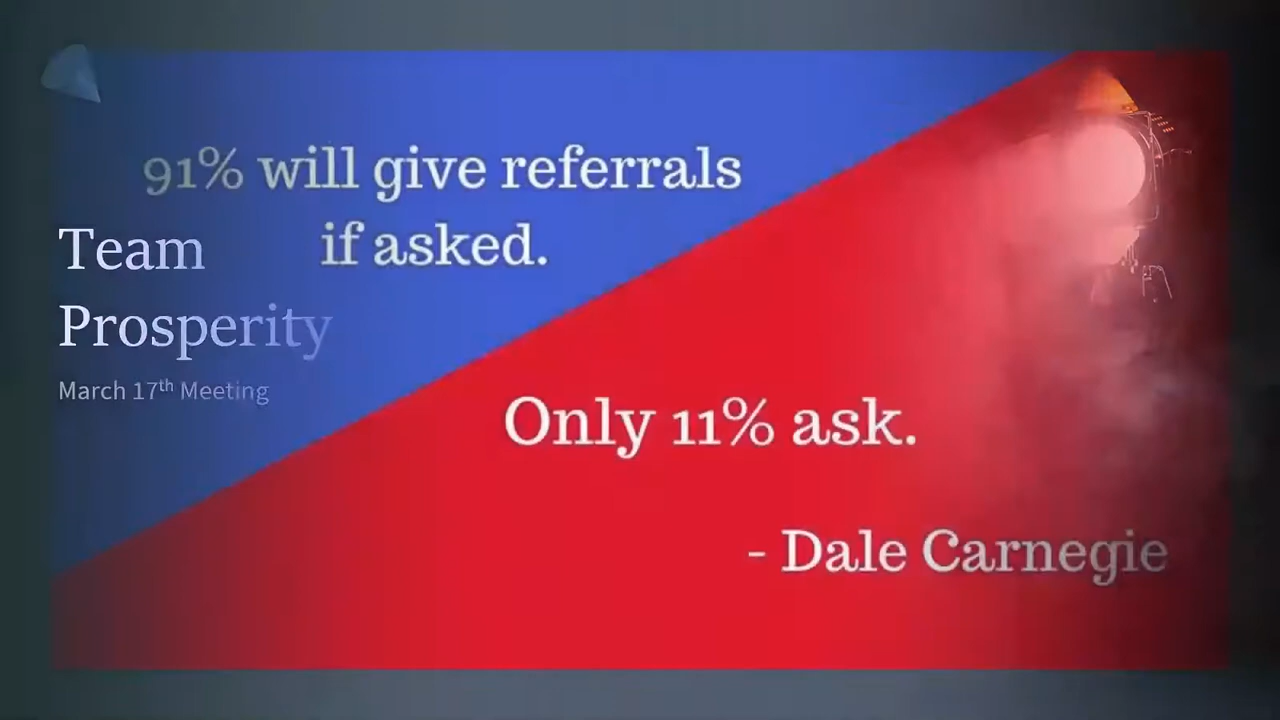 91% will give referrals
if asked.
Team
Prosperity
March 17th Meeting
Only 11% ask.
- Dale Carnegie